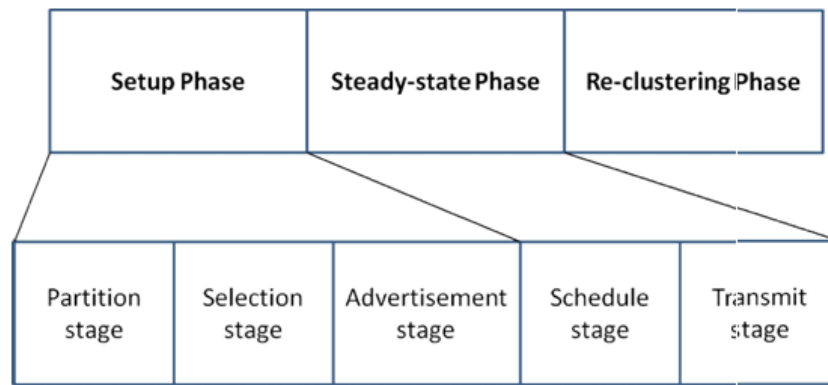 Setup Phase
Steady-state Phase
Re-clustering Phase
Partition
stage
Selection
stage
Advertisement
stage
Schedule
stage
Transmit
stage